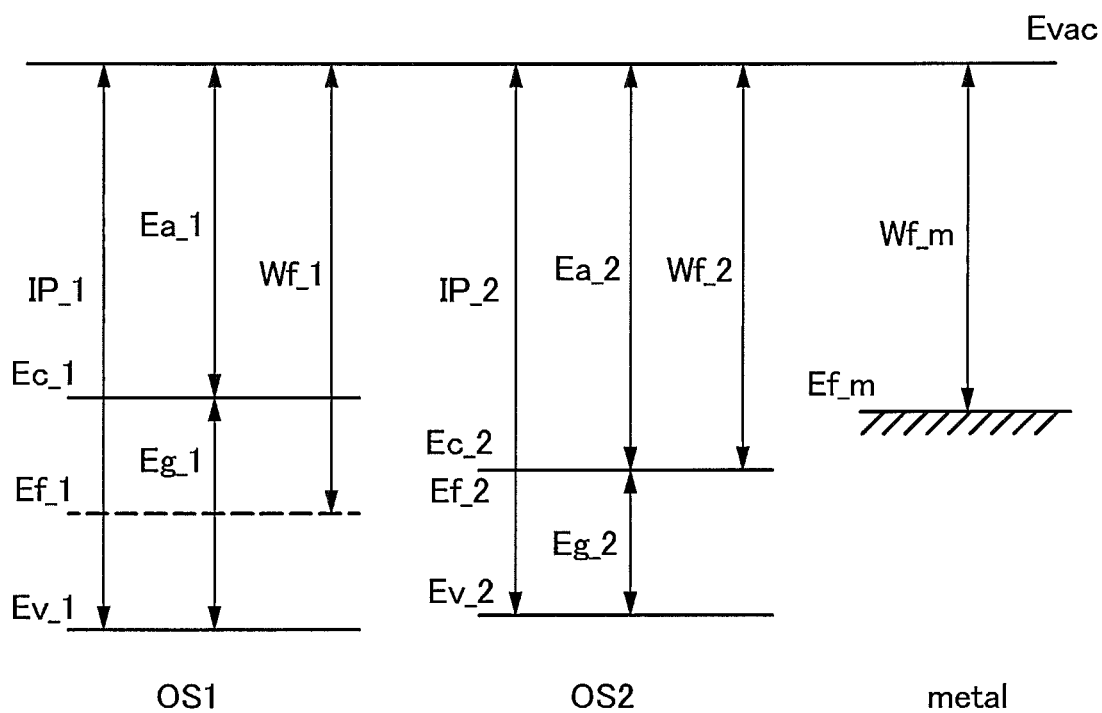 Evac
Ea_1
Wf_1
IP_1
Ec_1
Eg_1
Ef_1
Ev_1
OS1
Ea_2
Wf_2
IP_2
Ec_2
Ef_2
Eg_2
Ev_2
OS2
Wf_m
Ef_m
metal